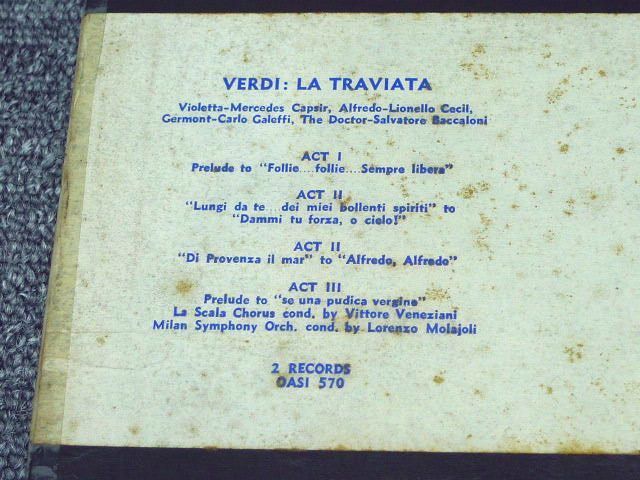 VERDI: LA TRAVIATA
Violetta-Mercedes Capsir, Alfredo-Lionello Cecil,
Germont-Carlo Galeffi, The Doctor-Salvatore Baccaloni
ACT I
Prelude to "Follie....follie....Sempre libera"
ACT II
"Lungi da te....dei miei bollenti spiriti" to
"Dammi tu forza, o cielo!"
ACT II
"Di Provenza il mar" to "Alfredo, Alfredo"
ACT III
Prelude to "se una pudica vergine"
La Scala Chorus cond. by Vittore Veneziani
Milan Symphony Orch. cond. by Lorenzo Molajoli
2 RECORDS
OASI 570